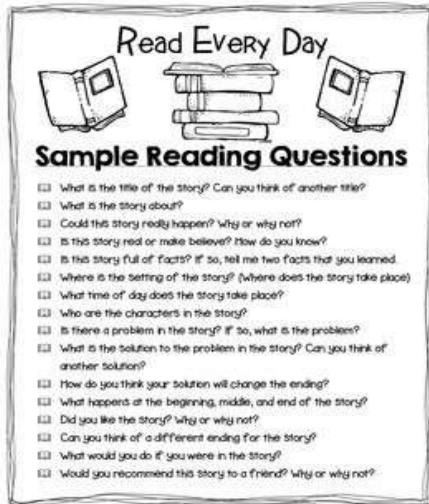 Read Every Day
Sample Reading Questions
What is the title of the story? Can you think of another title?
What is the story about?
Could this story really happen? Why or why not?
Is this story real or make believe? How do you know?
Is this story full of facts? If so, tell me two facts that you learned.
Where is the setting of the story? (Where does the story take place)
What time of day does the story take place?
Who are the characters in the story?
Is there a problem in the story? If so, what is the problem?
What is the solution to the problem in the story? Can you think of
another solution?
How do you think your solution will change the ending?
What happens at the beginning, middle, and end of the story?
Did you like the story? Why or why not?
Can you think of a different ending for the story?
What would you do if you were in the story?
Would you recommend this story to a friend? Why or why not?